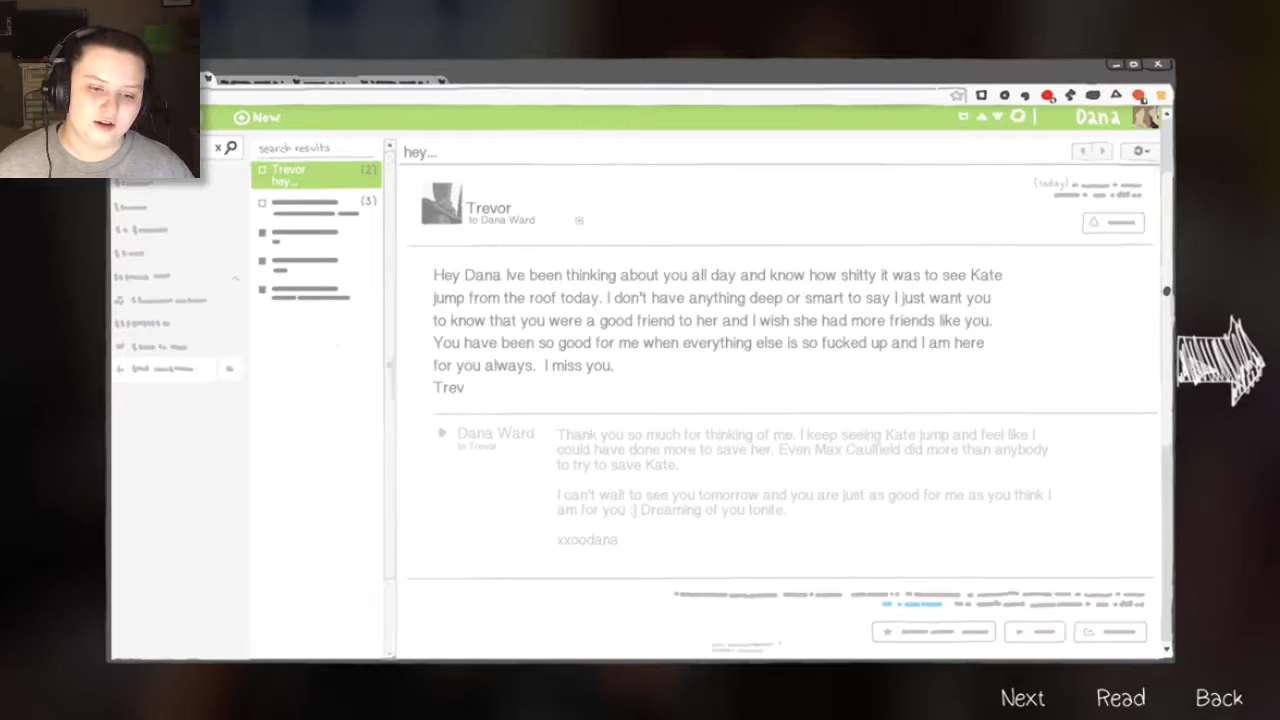 New
Dana
x
search results
hey...
Trevor (2)
hey...
(3)
(today)
Trevor
to Dana Ward
Hey Dana Ive been thinking about you all day and know how shitty it was to see Kate
jump from the roof today. I don't have anything deep or smart to say I just want you
to know that you were a good friend to her and I wish she had more friends like you.
You have been so good for me when everything else is so fucked up and I am here
for you always. I miss you.
Trev
Dana Ward
to Trevor
Thank you so much for thinking of me. I keep seeing Kate jump and feel like I
could have done more to save her. Even Max Caulfield did more than anybody
to try to save Kate.
I can't wait to see you tomorrow and you are just as good for me as you think I
am for you :) Dreaming of you tonite.
xxoodana
Next Read Back